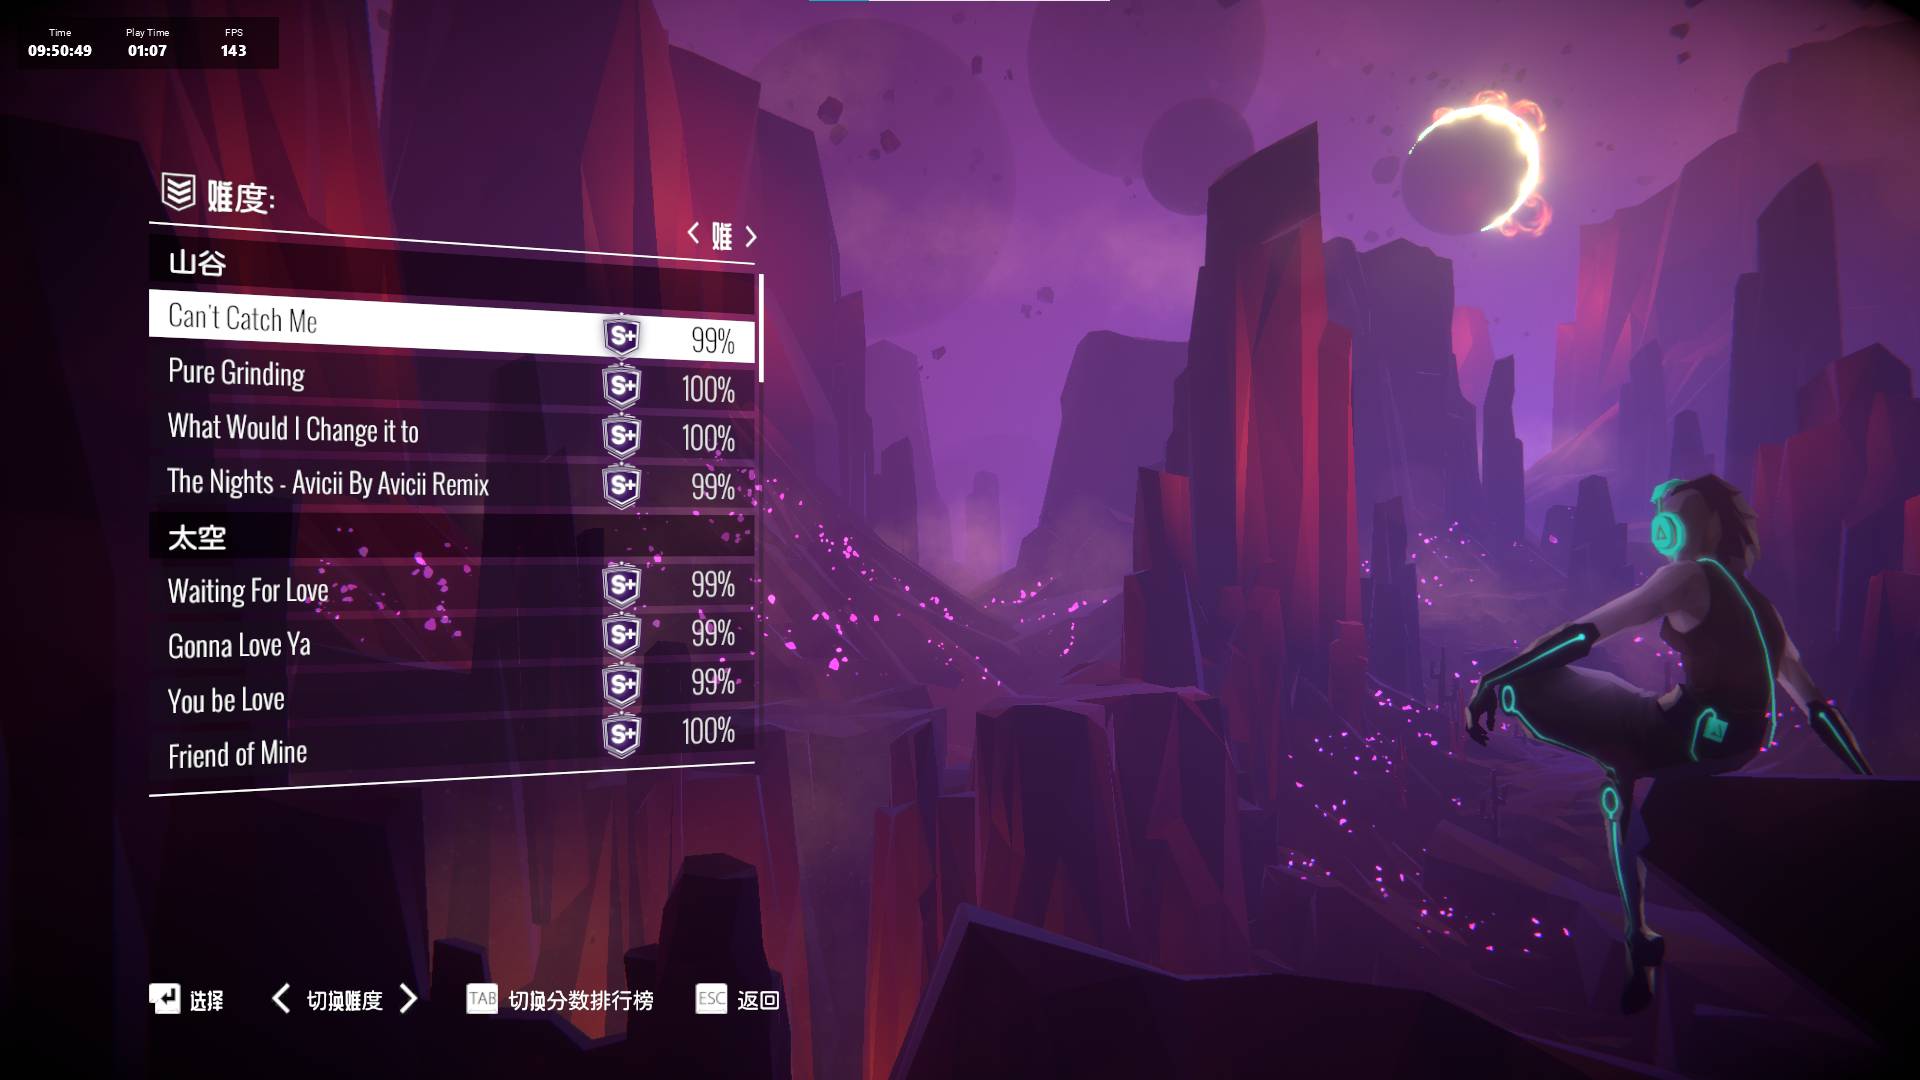 Time Play Time FPS
09:50:49 01:07 143
难度:
难
山谷
Can't Catch Me S+ 99%
Pure Grinding S+ 100%
What Would I Change it to S+ 100%
The Nights - Avicii By Avicii Remix S+ 99%
太空
Waiting For Love S+ 99%
Gonna Love Ya S+ 99%
You be Love S+ 99%
Friend of Mine S+ 100%
选择 切换难度 TAB 切换分数排行榜 ESC 返回